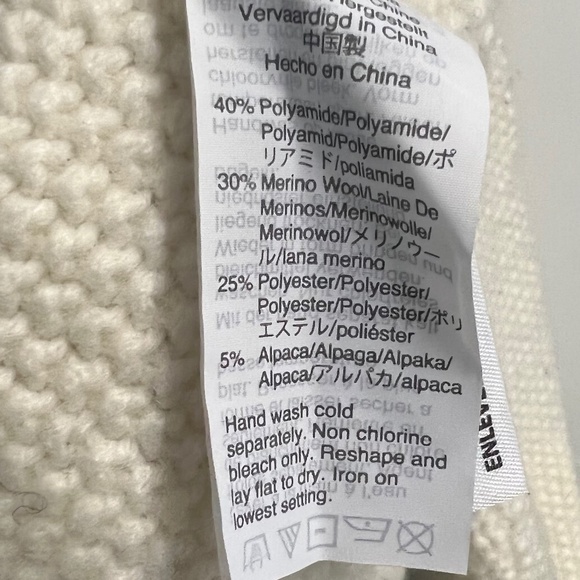 Hergestellt
Vervaardigd in China
中国製
Hecho en China
40% Polyamide/Polyamide/
Polyamid/Polyamide/ポ
リアミド/poliamida
30% Merino Wool/Laine De
Merinos/Merinowolle/
Merinowol/メリノウー
ル/lana merino
25% Polyester/Polyester/
Polyester/Polyester/ポリ
エステル/poliéster
5% Alpaca/Alpaga/Alpaka/
Alpaca/アルパカ/alpaca
Hand wash cold
separately. Non chlorine
bleach only. Reshape and
lay flat to dry. Iron on
lowest setting.
ENLEVE